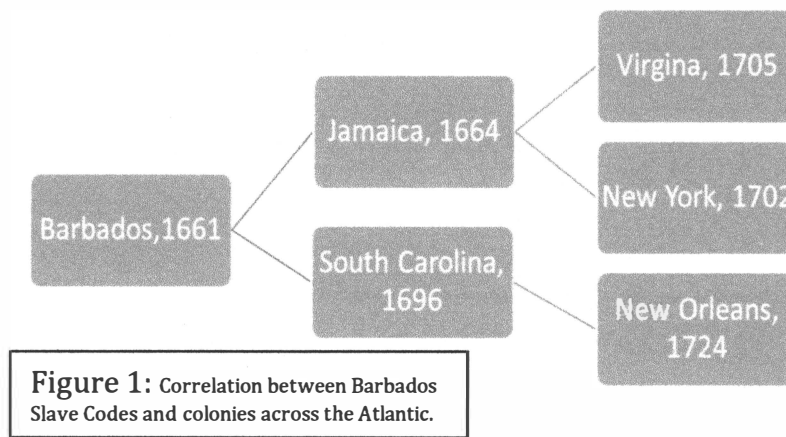 Barbados,1661
Jamaica, 1664
South Carolina,
1696
Virgina, 1705
New York, 1702
New Orleans,
1724
Figure 1: Correlation between Barbados
Slave Codes and colonies across the Atlantic.